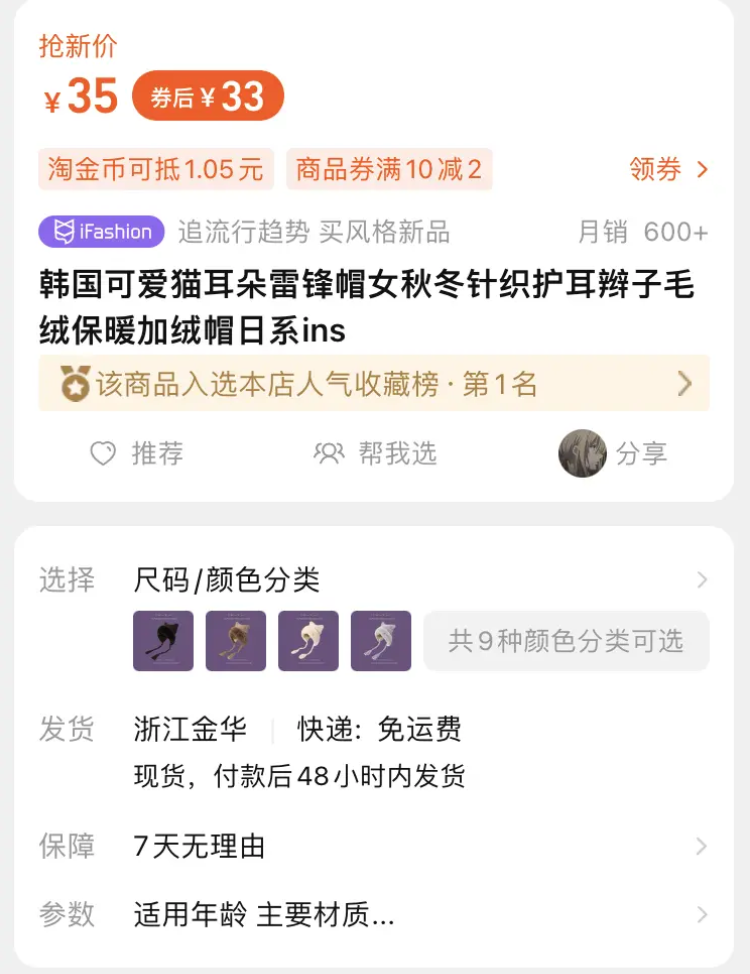 抢新价
¥35 券后¥33
淘金币可抵1.05元 商品券满10减2 领券
iFashion 追流行趋势 买风格新品 月销 600+
韩国可爱猫耳朵雷锋帽女秋冬针织护耳辫子毛
绒保暖加绒帽日系ins
该商品入选本店人气收藏榜·第1名
推荐 帮我选 分享
选择 尺码/颜色分类
共9种颜色分类可选
发货 浙江金华 快递: 免运费
现货，付款后48小时内发货
保障 7天无理由
参数 适用年龄 主要材质...